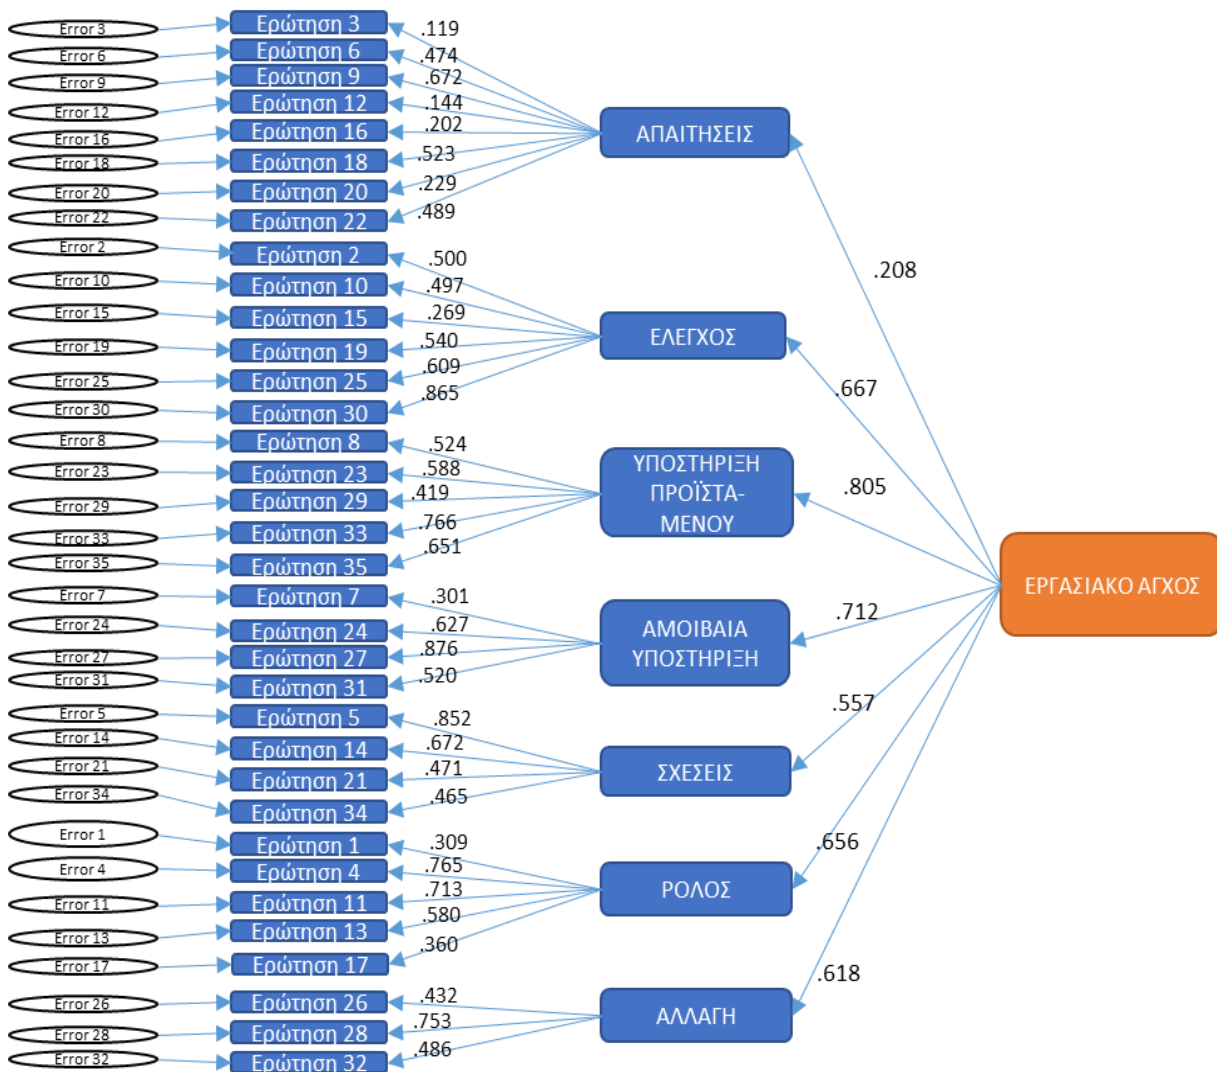 Error 3
Ερώτηση 3
.119
Error 6
Ερώτηση 6
.474
Error 9
Ερώτηση 9
.672
Error 12
Ερώτηση 12
.144
Error 16
Ερώτηση 16
.202
Error 18
Ερώτηση 18
.523
Error 20
Ερώτηση 20
.229
Error 22
Ερώτηση 22
.489
ΑΠΑΙΤΗΣΕΙΣ
.208
Error 2
Ερώτηση 2
.500
Error 10
Ερώτηση 10
.497
Error 15
Ερώτηση 15
.269
Error 19
Ερώτηση 19
.540
Error 25
Ερώτηση 25
.609
Error 30
Ερώτηση 30
.865
ΕΛΕΓΧΟΣ
.667
Error 8
Ερώτηση 8
.524
Error 23
Ερώτηση 23
.588
Error 29
Ερώτηση 29
.419
Error 33
Ερώτηση 33
.766
Error 35
Ερώτηση 35
.651
ΥΠΟΣΤΗΡΙΞΗ
ΠΡΟΪΣΤΑ-
ΜΕΝΟΥ
.805
Error 7
Ερώτηση 7
.301
Error 24
Ερώτηση 24
.627
Error 27
Ερώτηση 27
.876
Error 31
Ερώτηση 31
.520
ΑΜΟΙΒΑΙΑ
ΥΠΟΣΤΗΡΙΞΗ
.712
ΕΡΓΑΣΙΑΚΟ ΑΓΧΟΣ
Error 5
Ερώτηση 5
.852
Error 14
Ερώτηση 14
.672
Error 21
Ερώτηση 21
.471
Error 34
Ερώτηση 34
.465
ΣΧΕΣΕΙΣ
.557
Error 1
Ερώτηση 1
.309
Error 4
Ερώτηση 4
.765
Error 11
Ερώτηση 11
.713
Error 13
Ερώτηση 13
.580
Error 17
Ερώτηση 17
.360
ΡΟΛΟΣ
.656
Error 26
Ερώτηση 26
.432
Error 28
Ερώτηση 28
.753
Error 32
Ερώτηση 32
.486
ΑΛΛΑΓΗ
.618